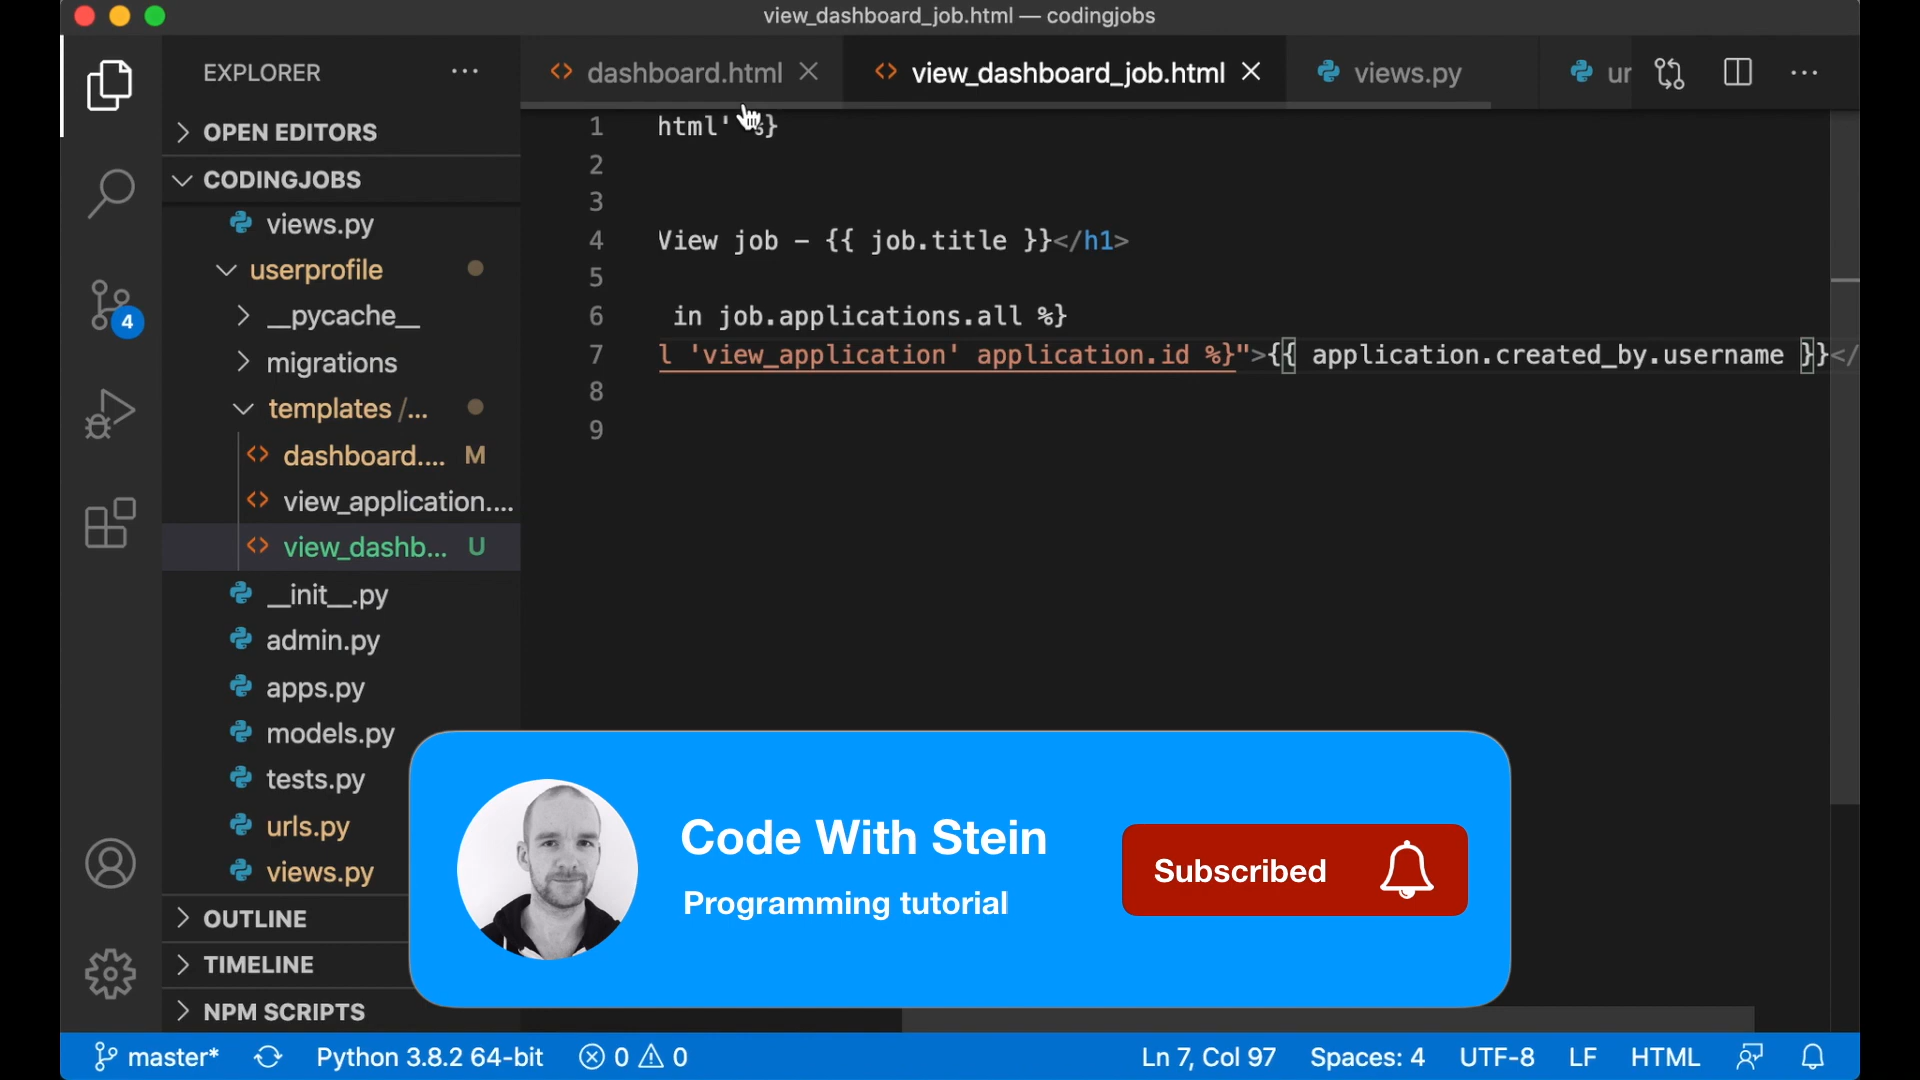 view_dashboard_job.html — codingjobs
EXPLORER
dashboard.html
view_dashboard_job.html
views.py
ur
OPEN EDITORS
CODINGJOBS
views.py
userprofile
__pycache__
migrations
templates /...
dashboard.... M
view_application....
view_dashb... U
__init__.py
admin.py
apps.py
models.py
tests.py
urls.py
views.py
OUTLINE
TIMELINE
NPM SCRIPTS
4
1 html' %}
2
3
4 View job – {{ job.title }}</h1>
5
6 in job.applications.all %}
7 l 'view_application' application.id %}">{{ application.created_by.username }}</
8
9
Code With Stein
Programming tutorial
Subscribed
master* Python 3.8.2 64-bit 0 0 Ln 7, Col 97 Spaces: 4 UTF-8 LF HTML